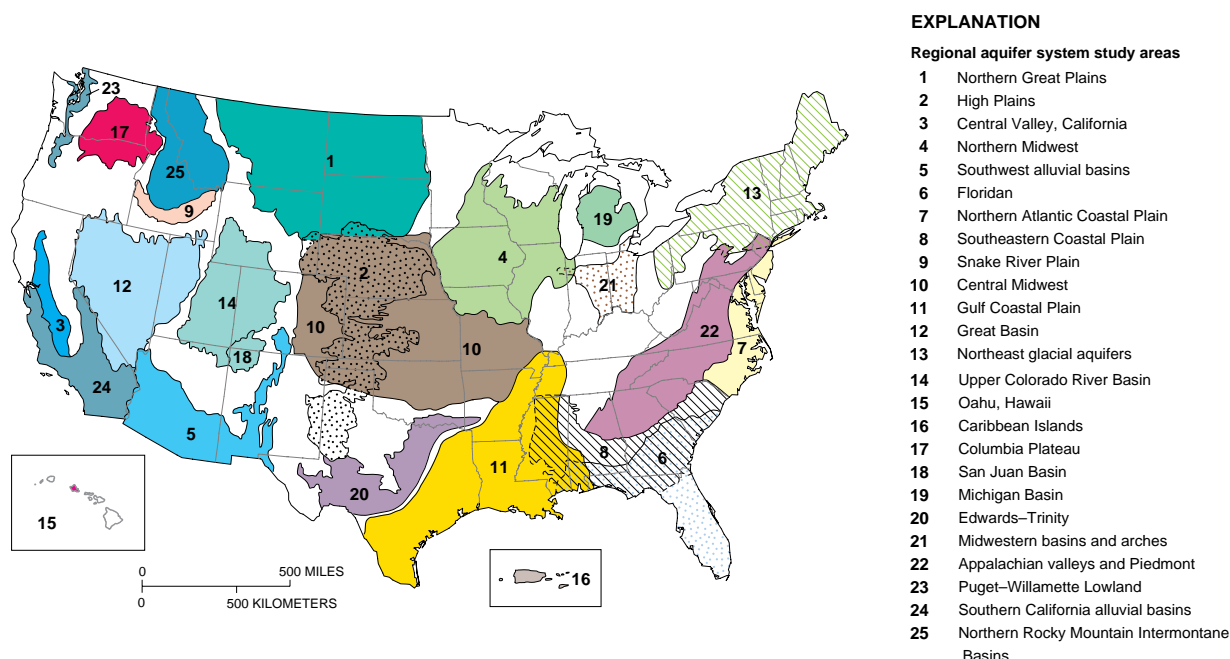 EXPLANATION
Regional aquifer system study areas
1 Northern Great Plains
2 High Plains
3 Central Valley, California
4 Northern Midwest
5 Southwest alluvial basins
6 Floridan
7 Northern Atlantic Coastal Plain
8 Southeastern Coastal Plain
9 Snake River Plain
10 Central Midwest
11 Gulf Coastal Plain
12 Great Basin
13 Northeast glacial aquifers
14 Upper Colorado River Basin
15 Oahu, Hawaii
16 Caribbean Islands
17 Columbia Plateau
18 San Juan Basin
19 Michigan Basin
20 Edwards–Trinity
21 Midwestern basins and arches
22 Appalachian valleys and Piedmont
23 Puget–Willamette Lowland
24 Southern California alluvial basins
25 Northern Rocky Mountain Intermontane
Basins
23
17
25
1
9
13
19
4
2
21
12
14
3
10
10
22
7
18
24
5
8
6
11
20
15
16
0 500 MILES
0 500 KILOMETERS